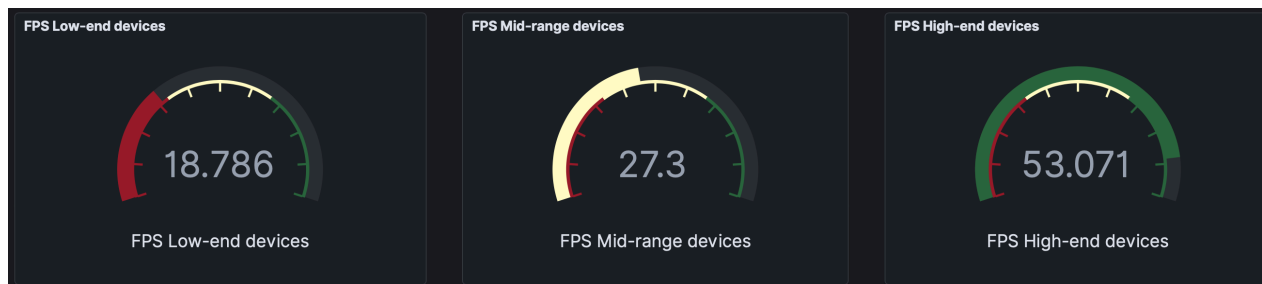 FPS Low-end devices
18.786
FPS Low-end devices
FPS Mid-range devices
27.3
FPS Mid-range devices
FPS High-end devices
53.071
FPS High-end devices